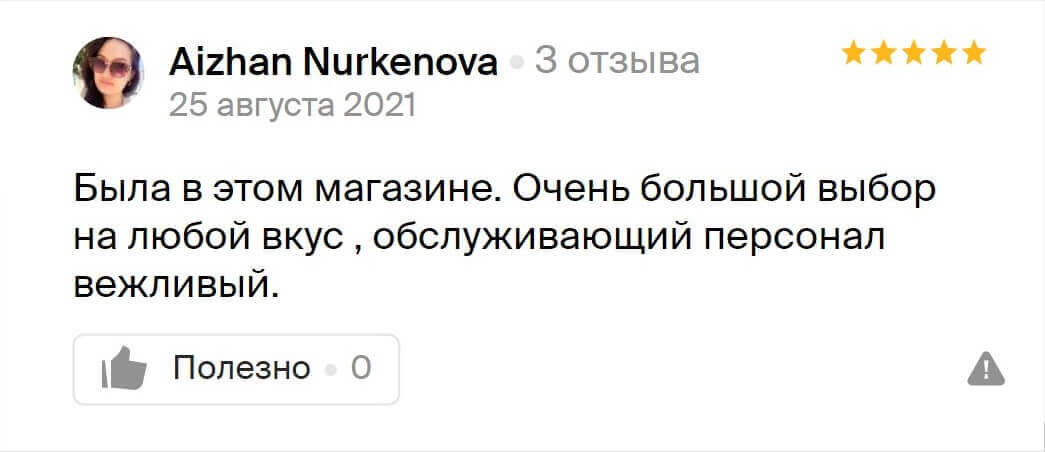 Aizhan Nurkenova • 3 отзыва
25 августа 2021
Была в этом магазине. Очень большой выбор
на любой вкус , обслуживающий персонал
вежливый.
Полезно • 0